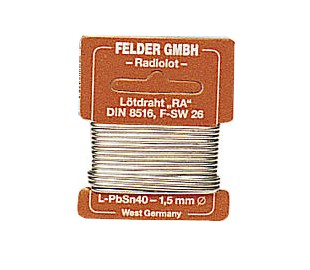 FELDER GMBH
– Radiolot –
Lötdraht „RA“
DIN 8516, F-SW 26
L-PbSn40 – 1,5 mm Ø
West Germany